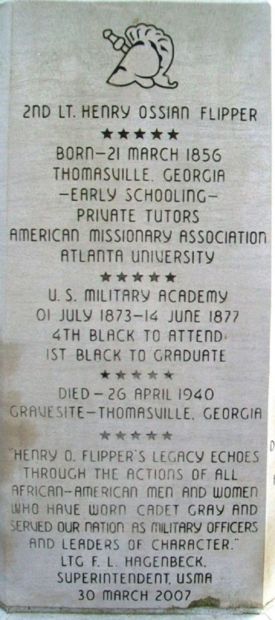 2ND LT. HENRY OSSIAN FLIPPER
★★★★★
BORN–21 MARCH 1856
THOMASVILLE, GEORGIA
–EARLY SCHOOLING–
PRIVATE TUTORS
AMERICAN MISSIONARY ASSOCIATION
ATLANTA UNIVERSITY
★★★★★
U. S. MILITARY ACADEMY
01 JULY 1873–14 JUNE 1877
4TH BLACK TO ATTEND
1ST BLACK TO GRADUATE
★★★★★
DIED – 26 APRIL 1940
GRAVESITE–THOMASVILLE, GEORGIA
★★★★★
"HENRY O. FLIPPER'S LEGACY ECHOES
THROUGH THE ACTIONS OF ALL
AFRICAN-AMERICAN MEN AND WOMEN
WHO HAVE WORN CADET GRAY AND
SERVED OUR NATION AS MILITARY OFFICERS
AND LEADERS OF CHARACTER."
LTG F. L. HAGENBECK,
SUPERINTENDENT, USMA
30 MARCH 2007